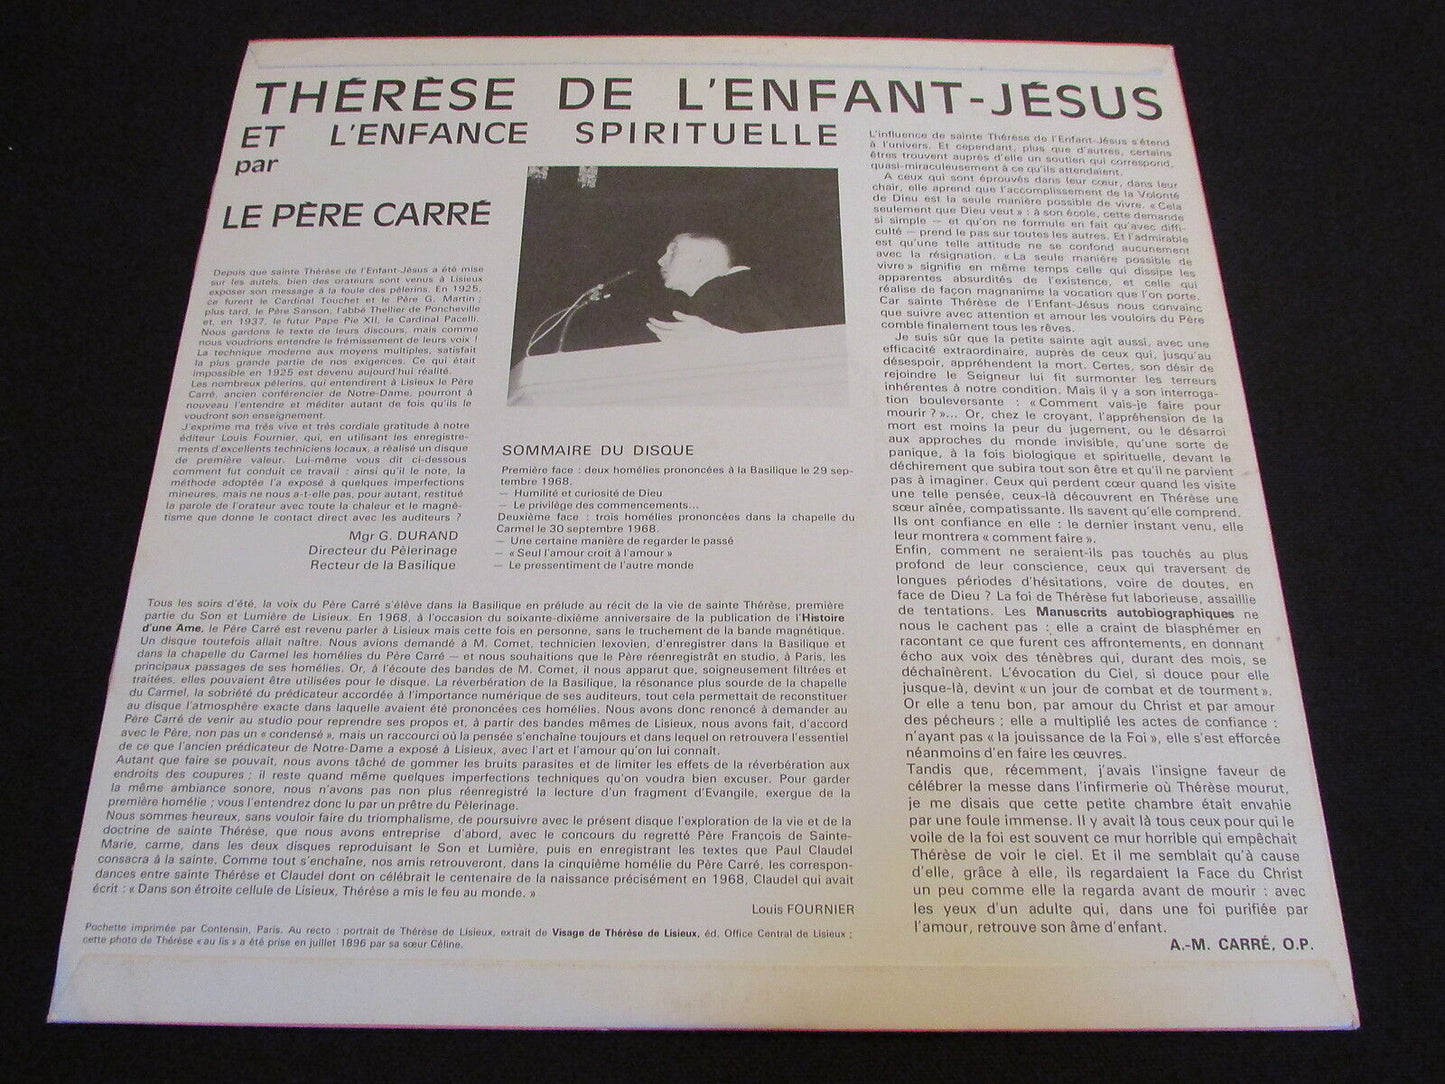 THÉRÈSE DE L'ENFANT-JÉSUS
ET L'ENFANCE SPIRITUELLE
par
LE PÈRE CARRÉ
Depuis que sainte Thérèse de l'Enfant-Jésus a été mise
sur les autels, bien des orateurs sont venus à Lisieux
exposer son message à la foule des pèlerins. En 1925,
ce furent le Cardinal Touchet et le Père G. Martin ;
plus tard, le Père Sanson, l'abbé Thellier de Poncheville
et, en 1937, le futur Pape Pie XII, le Cardinal Pacelli.
Nous gardons le texte de leurs discours, mais comme
nous voudrions entendre le frémissement de leurs voix !
La technique moderne aux moyens multiples, satisfait
la plus grande partie de nos exigences. Ce qui était
impossible en 1925 est devenu aujourd'hui réalité.
Les nombreux pèlerins, qui entendirent à Lisieux le Père
Carré, ancien conférencier de Notre-Dame, pourront à
nouveau l'entendre et méditer autant de fois qu'ils le
voudront son enseignement.
J'exprime ma très vive et très cordiale gratitude à notre
éditeur Louis Fournier, qui, en utilisant les enregistre-
ments d'excellents techniciens locaux, a réalisé un disque
de première valeur. Lui-même vous dit ci-dessous
comment fut conduit ce travail : ainsi qu'il le note, la
méthode adoptée l'a exposé à quelques imperfections
mineures, mais ne nous a-t-elle pas, pour autant, restitué
la parole de l'orateur avec toute la chaleur et le magné-
tisme que donne le contact direct avec les auditeurs ?
Mgr G. DURAND
Directeur du Pèlerinage
Recteur de la Basilique
SOMMAIRE DU DISQUE
Première face : deux homélies prononcées à la Basilique le 29 sep-
tembre 1968.
— Humilité et curiosité de Dieu
— Le privilège des commencements...
Deuxième face : trois homélies prononcées dans la chapelle du
Carmel le 30 septembre 1968.
— Une certaine manière de regarder le passé
— « Seul l'amour croit à l'amour »
— Le pressentiment de l'autre monde
Tous les soirs d'été, la voix du Père Carré s'élève dans la Basilique en prélude au récit de la vie de sainte Thérèse, première
partie du Son et Lumière de Lisieux. En 1968, à l'occasion du soixante-dixième anniversaire de la publication de l'Histoire
d'une Ame, le Père Carré est revenu parler à Lisieux mais cette fois en personne, sans le truchement de la bande magnétique.
Un disque toutefois allait naître. Nous avions demandé à M. Comet, technicien lexovien, d'enregistrer dans la Basilique et
dans la chapelle du Carmel les homélies du Père Carré — et nous souhaitions que le Père réenregistrât en studio, à Paris, les
principaux passages de ses homélies. Or, à l'écoute des bandes de M. Comet, il nous apparut que, soigneusement filtrées et
traitées, elles pouvaient être utilisées pour le disque. La réverbération de la Basilique, la résonance plus sourde de la chapelle
du Carmel, la sobriété du prédicateur accordée à l'importance numérique de ses auditeurs, tout cela permettait de reconstituer
au disque l'atmosphère exacte dans laquelle avaient été prononcées ces homélies. Nous avons donc renoncé à demander au
Père Carré de venir au studio pour reprendre ses propos et, à partir des bandes mêmes de Lisieux, nous avons fait, d'accord
avec le Père, non pas un « condensé », mais un raccourci où la pensée s'enchaîne toujours et dans lequel on retrouvera l'essentiel
de ce que l'ancien prédicateur de Notre-Dame a exposé à Lisieux, avec l'art et l'amour qu'on lui connaît.
Autant que faire se pouvait, nous avons tâché de gommer les bruits parasites et de limiter les effets de la réverbération aux
endroits des coupures ; il reste quand même quelques imperfections techniques qu'on voudra bien excuser. Pour garder
la même ambiance sonore, nous n'avons pas non plus réenregistré la lecture d'un fragment d'Evangile, exergue de la
première homélie ; vous l'entendrez donc lu par un prêtre du Pèlerinage.
Nous sommes heureux, sans vouloir faire du triomphalisme, de poursuivre avec le présent disque l'exploration de la vie et de la
doctrine de sainte Thérèse, que nous avons entreprise d'abord, avec le concours du regretté Père François de Sainte-
Marie, carme, dans les deux disques reproduisant le Son et Lumière, puis en enregistrant les textes que Paul Claudel
consacra à la sainte. Comme tout s'enchaîne, nos amis retrouveront, dans la cinquième homélie du Père Carré, les correspon-
dances entre sainte Thérèse et Claudel dont on célébrait le centenaire de la naissance précisément en 1968, Claudel qui avait
écrit : « Dans son étroite cellule de Lisieux, Thérèse a mis le feu au monde. »
Louis FOURNIER
Pochette imprimée par Contensin, Paris. Au recto : portrait de Thérèse de Lisieux, extrait de Visage de Thérèse de Lisieux, éd. Office Central de Lisieux ;
cette photo de Thérèse « au lis » a été prise en juillet 1896 par sa sœur Céline.
L'influence de sainte Thérèse de l'Enfant-Jésus s'étend
à l'univers. Et cependant, plus que d'autres, certains
êtres trouvent auprès d'elle un soutien qui correspond,
quasi-miraculeusement à ce qu'ils attendaient.
A ceux qui sont éprouvés dans leur cœur, dans leur
chair, elle apprend que l'accomplissement de la Volonté
de Dieu est la seule manière possible de vivre. « Cela
seulement que Dieu veut » : à son école, cette demande
si simple — et qu'on ne formule en fait qu'avec diffi-
culté — prend le pas sur toutes les autres. Et l'admirable
est qu'une telle attitude ne se confond aucunement
avec la résignation. « La seule manière possible de
vivre » signifie en même temps celle qui dissipe les
apparentes absurdités de l'existence, et celle qui
réalise de façon magnanime la vocation que l'on porte.
Car sainte Thérèse de l'Enfant-Jésus nous convainc
que suivre avec attention et amour les vouloirs du Père
comble finalement tous les rêves.
Je suis sûr que la petite sainte agit aussi, avec une
efficacité extraordinaire, auprès de ceux qui, jusqu'au
désespoir, appréhendent la mort. Certes, son désir de
rejoindre le Seigneur lui fit surmonter les terreurs
inhérentes à notre condition. Mais il y a son interroga-
tion bouleversante : « Comment vais-je faire pour
mourir ? »... Or, chez le croyant, l'appréhension de la
mort est moins la peur du jugement, ou le désarroi
aux approches du monde invisible, qu'une sorte de
panique, à la fois biologique et spirituelle, devant le
déchirement que subira tout son être et qu'il ne parvient
pas à imaginer. Ceux qui perdent cœur quand les visite
une telle pensée, ceux-là découvrent en Thérèse une
sœur aînée, compatissante. Ils savent qu'elle comprend.
Ils ont confiance en elle : le dernier instant venu, elle
leur montrera « comment faire ».
Enfin, comment ne seraient-ils pas touchés au plus
profond de leur conscience, ceux qui traversent de
longues périodes d'hésitations, voire de doutes, en
face de Dieu ? La foi de Thérèse fut laborieuse, assaillie
de tentations. Les Manuscrits autobiographiques ne
nous le cachent pas : elle a craint de blasphémer en
racontant ce que furent ces affrontements, en donnant
écho aux voix des ténèbres qui, durant des mois, se
déchaînèrent. L'évocation du Ciel, si douce pour elle
jusque-là, devint « un jour de combat et de tourment ».
Or elle a tenu bon, par amour du Christ et par amour
des pécheurs ; elle a multiplié les actes de confiance ;
n'ayant pas « la jouissance de la Foi », elle s'est efforcée
néanmoins d'en faire les œuvres.
Tandis que, récemment, j'avais l'insigne faveur de
célébrer la messe dans l'infirmerie où Thérèse mourut,
je me disais que cette petite chambre était envahie
par une foule immense. Il y avait là tous ceux pour qui le
voile de la foi est souvent ce mur horrible qui empêchait
Thérèse de voir le ciel. Et il me semblait qu'à cause
d'elle, grâce à elle, ils regardaient la Face du Christ
un peu comme elle la regarda avant de mourir : avec
les yeux d'un adulte qui, dans une foi purifiée par
l'amour, retrouve son âme d'enfant.
A.-M. CARRÉ, O.P.